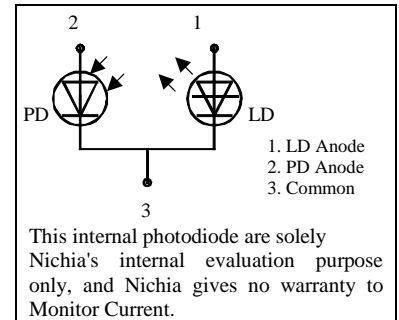 2
1
PD
LD
1. LD Anode
2. PD Anode
3. Common
3
This internal photodiode are solely
Nichia's internal evaluation purpose
only, and Nichia gives no warranty to
Monitor Current.